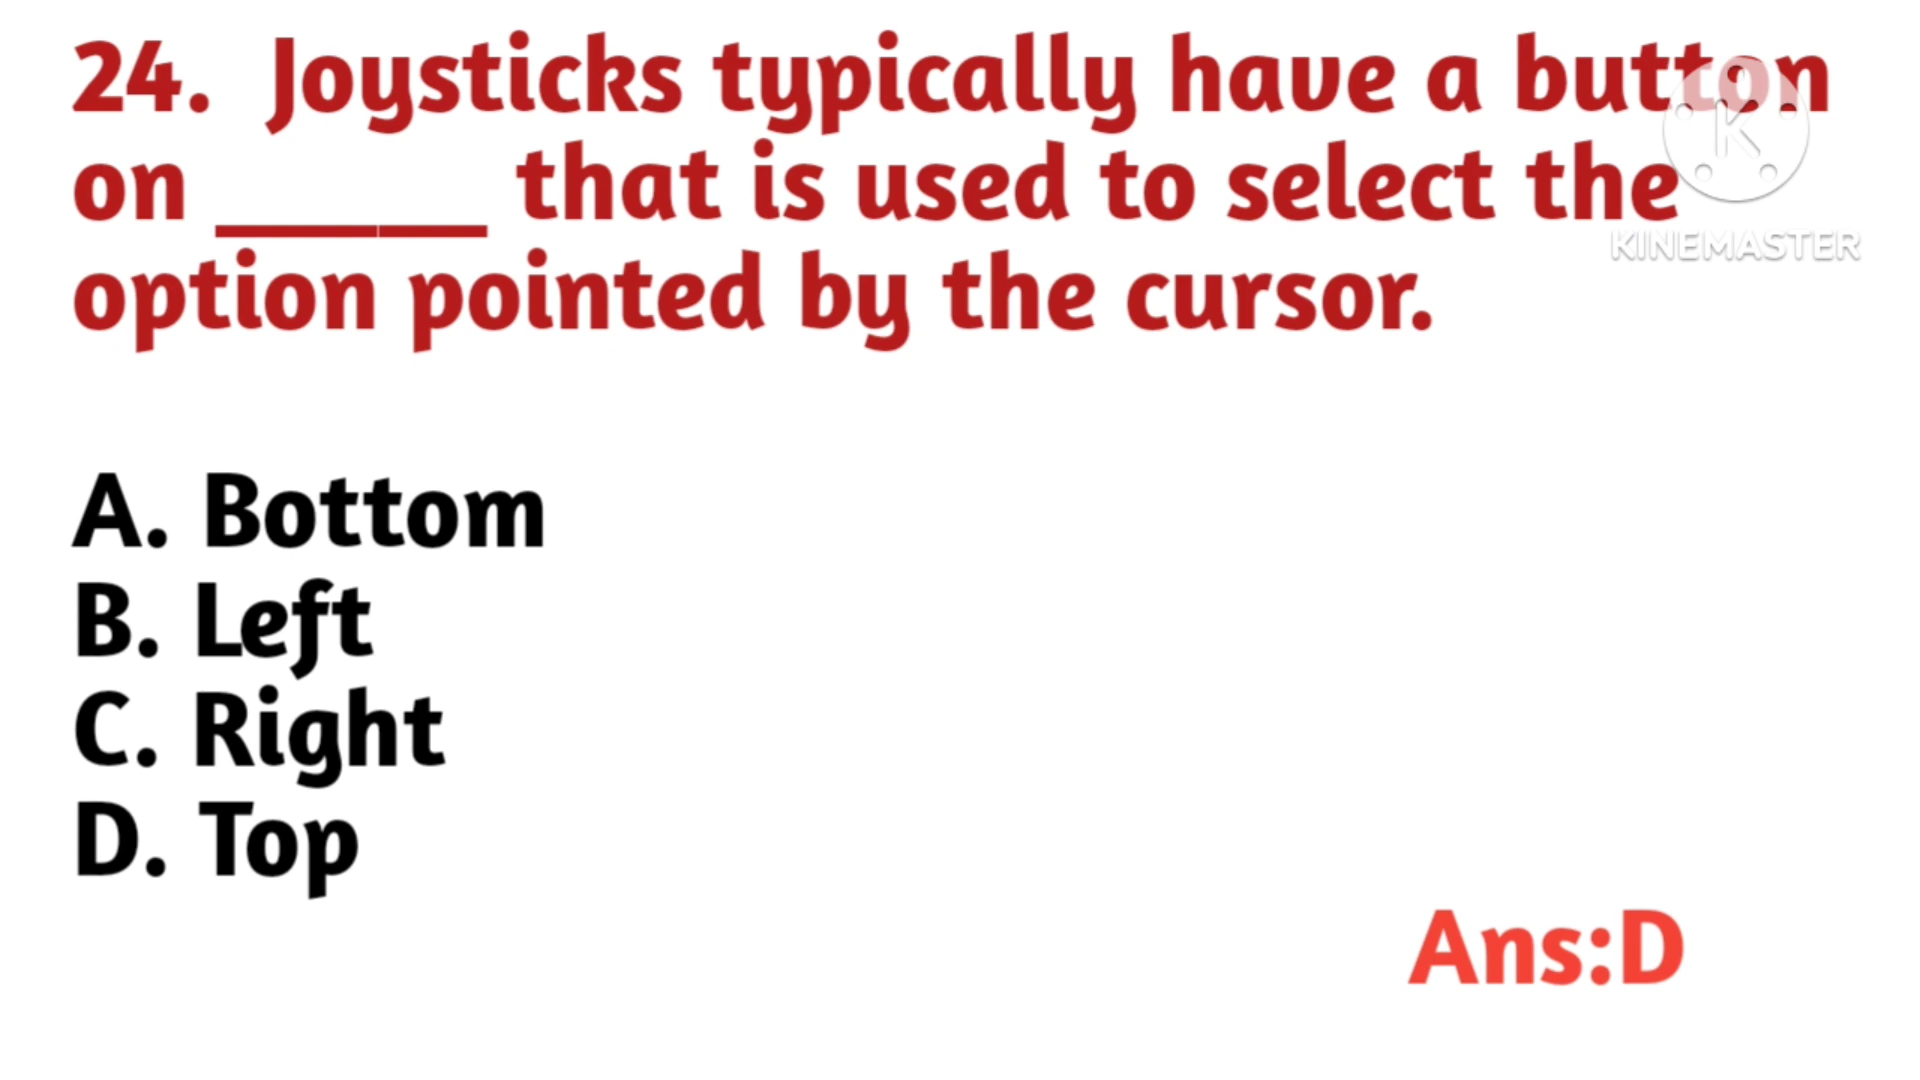 24. Joysticks typically have a button
on ______ that is used to select the
option pointed by the cursor.
K
KINEMASTER
A. Bottom
B. Left
C. Right
D. Top
Ans:D